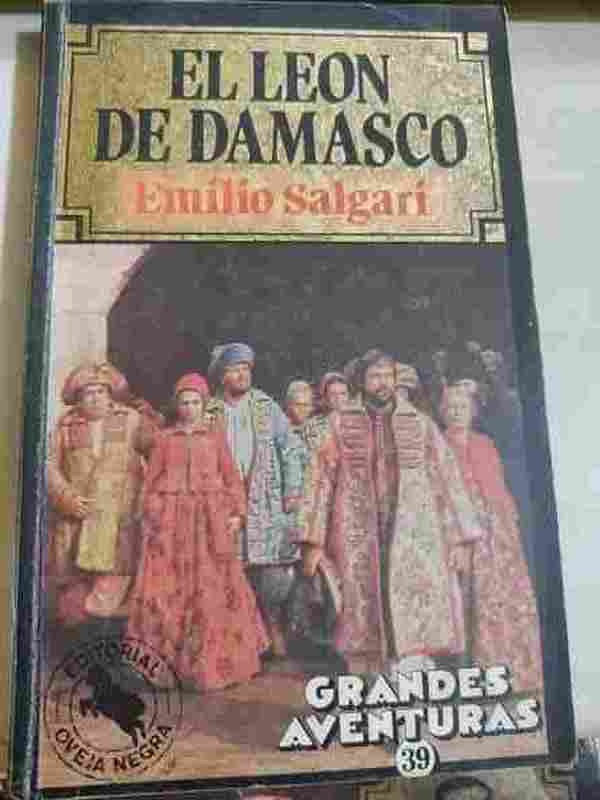 EL LEON
DE DAMASCO
Emilio Salgari
EDITORIAL
OVEJA NEGRA
GRANDES
AVENTURAS
39